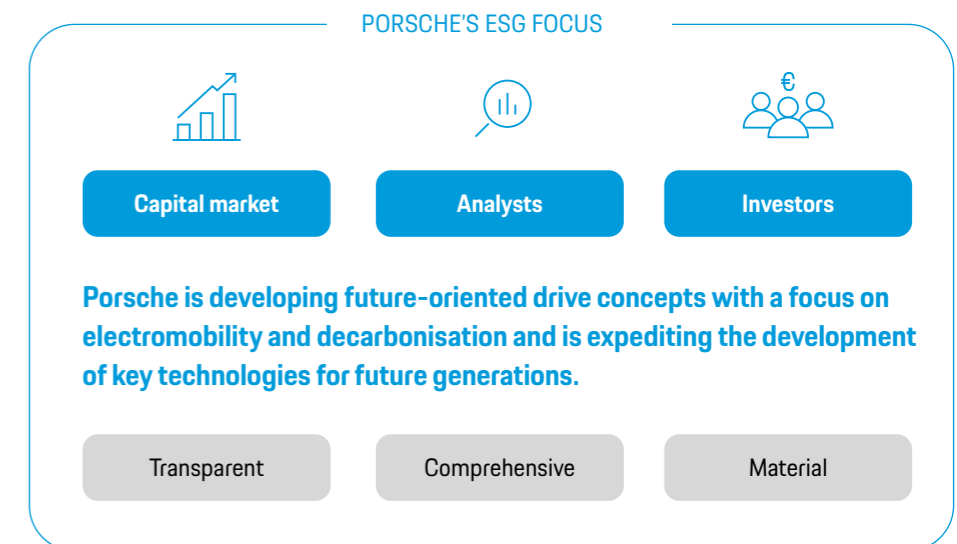 PORSCHE'S ESG FOCUS
€
Capital market
Analysts
Investors
Porsche is developing future-oriented drive concepts with a focus on
electromobility and decarbonisation and is expediting the development
of key technologies for future generations.
Transparent
Comprehensive
Material